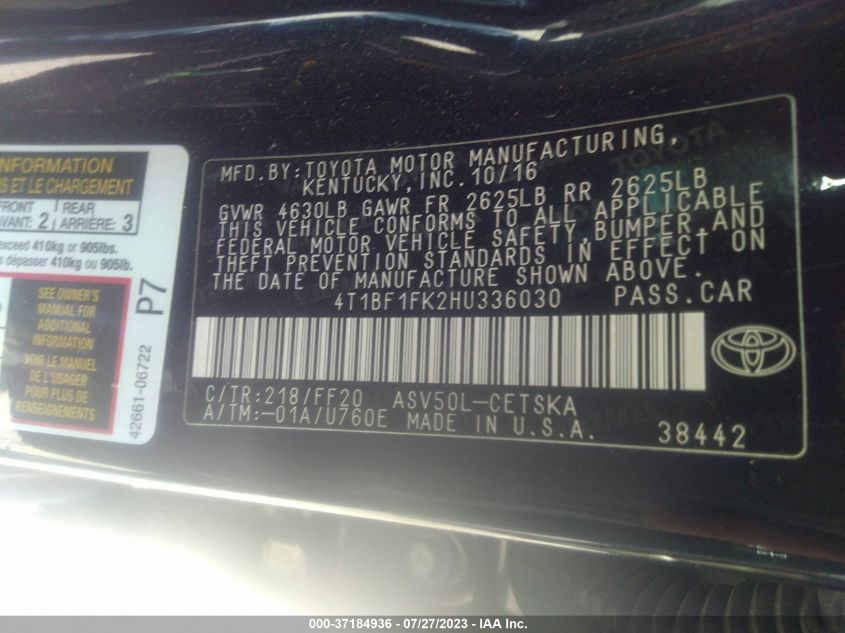 INFORMATION
S ET LE CHARGEMENT
FRONT
AVANT: 2
REAR
ARRIÈRE: 3
exceed 410kg or 905lbs.
s dépasser 410kg ou 905lb.
SEE OWNER'S
MANUAL FOR
ADDITIONAL
INFORMATION
VOIR LE MANUEL
DE L'USAGER
POUR PLUS DE
RENSEIGNEMENTS
P7
42661-06722
MFD.BY:TOYOTA MOTOR MANUFACTURING,
KENTUCKY,INC.10/16
GVWR 4630LB GAWR FR 2625LB RR 2625LB
THIS VEHICLE CONFORMS TO ALL APPLICABLE
FEDERAL MOTOR VEHICLE SAFETY,BUMPER,AND
THEFT PREVENTION STANDARDS IN EFFECT ON
THE DATE OF MANUFACTURE SHOWN ABOVE.
4T1BF1FK2HU336030 PASS.CAR
C/TR:218/FF20 ASV50L-CETSKA
A/TM:-01A/U760E MADE IN U.S.A. 38442
000-37184936 - 07/27/2023 - IAA Inc.